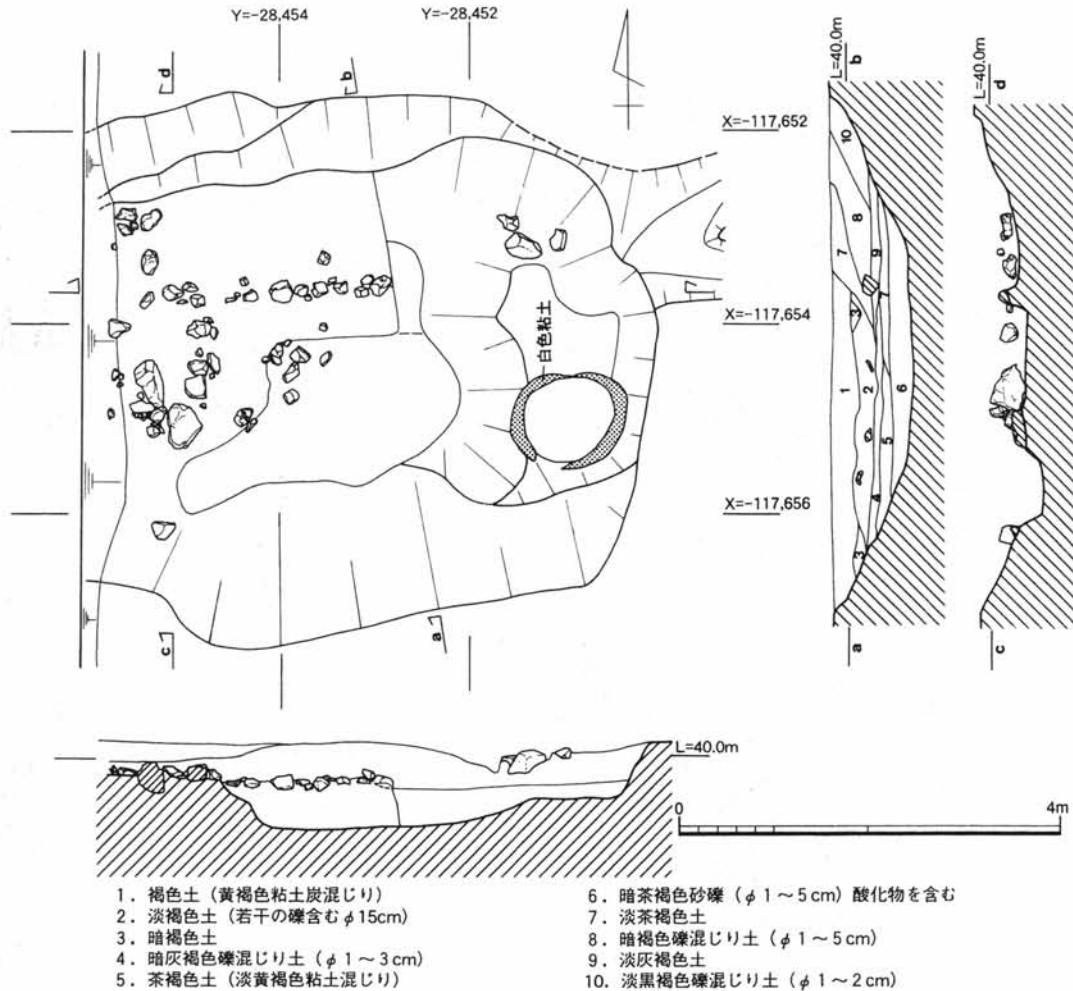 Y=-28,454
Y=-28,452
d
b
L=40.0m
b
L=40.0m
d
X=-117,652
X=-117,654
X=-117,656
白色粘土
10
8
7
9
3
1
2
6
5
4
3
a
c
c
a
L=40.0m
0
4m
1. 褐色土（黄褐色粘土炭混じり）
2. 淡褐色土（若干の礫含むφ15cm）
3. 暗褐色土
4. 暗灰褐色礫混じり土（φ1～3cm）
5. 茶褐色土（淡黄褐色粘土混じり）
6. 暗茶褐色砂礫（φ1～5cm）酸化物を含む
7. 淡茶褐色土
8. 暗褐色礫混じり土（φ1～5cm）
9. 淡灰褐色土
10. 淡黒褐色礫混じり土（φ1～2cm）